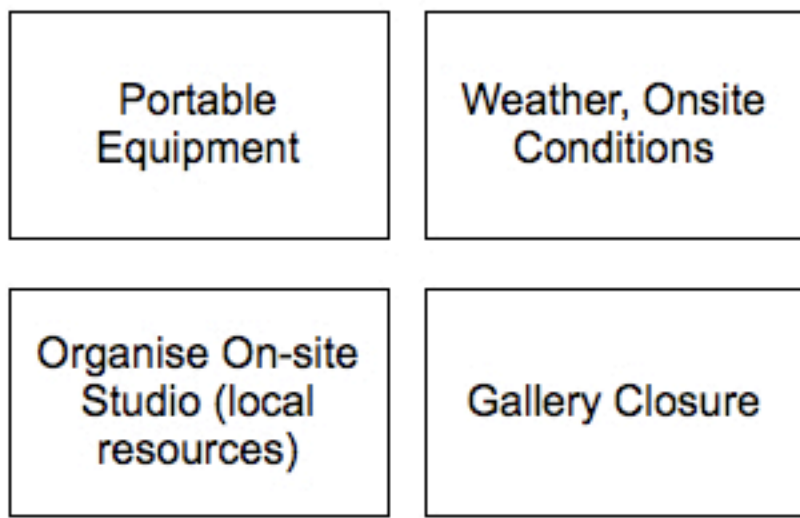 Portable
Equipment
Weather, Onsite
Conditions
Organise On-site
Studio (local
resources)
Gallery Closure